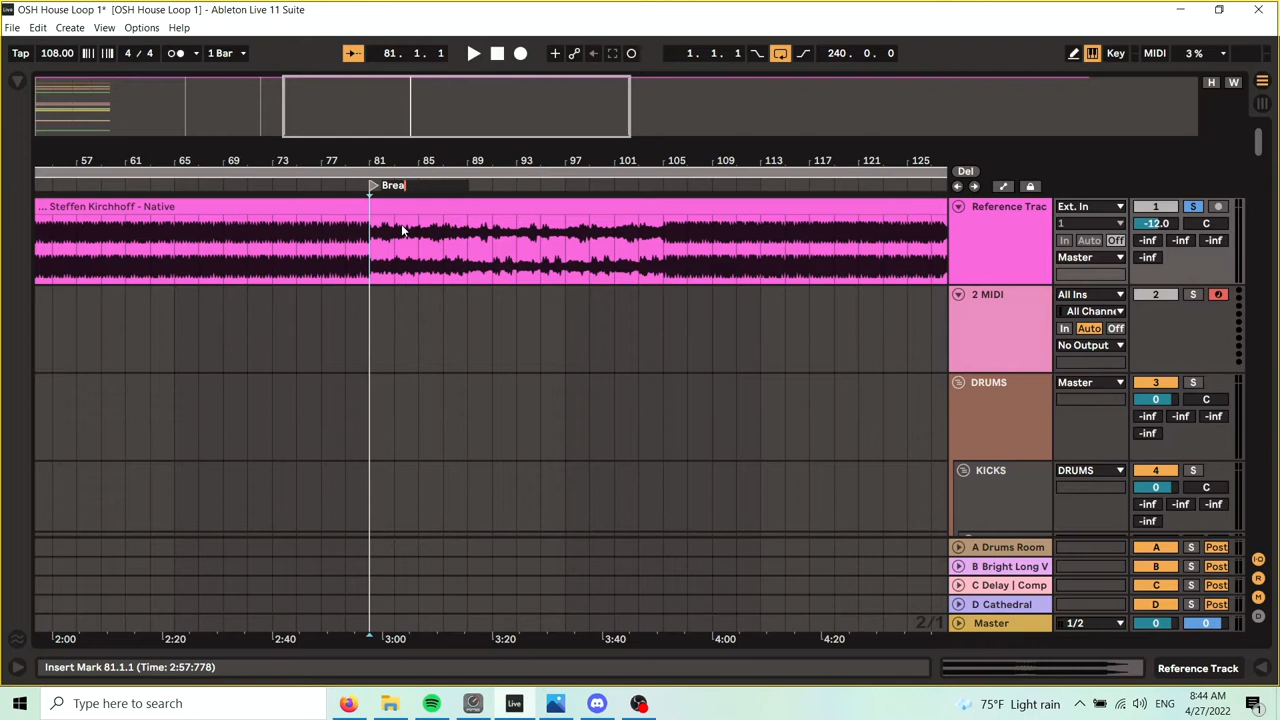 OSH House Loop 1* [OSH House Loop 1] - Ableton Live 11 Suite
File Edit Create View Options Help
Tap 108.00 4 / 4 1 Bar 81. 1. 1 1. 1. 1 240. 0. 0 Key MIDI 3 %
H W
57 61 65 69 73 77 81 85 89 93 97 101 105 109 113 117 121 125
Del
Brea
... Steffen Kirchhoff - Native
Reference Trac Ext. In 1 S
1 -12.0 C
In Auto Off -inf -inf -inf
Master -inf
2 MIDI All Ins 2 S
All Channe
In Auto Off
No Output
DRUMS Master 3 S
0 C
-inf -inf -inf
-inf
KICKS DRUMS 4 S
0 C
-inf -inf -inf
-inf
A Drums Room A S Post
B Bright Long V B S Post
C Delay | Comp C S Post
D Cathedral D S Post
2/1 Master 1/2 0 0
I·O
R
M
D
2:00 2:20 2:40 3:00 3:20 3:40 4:00 4:20
Insert Mark 81.1.1 (Time: 2:57:778) Reference Track
Type here to search Live 75°F Light rain ENG 8:44 AM
4/27/2022 1